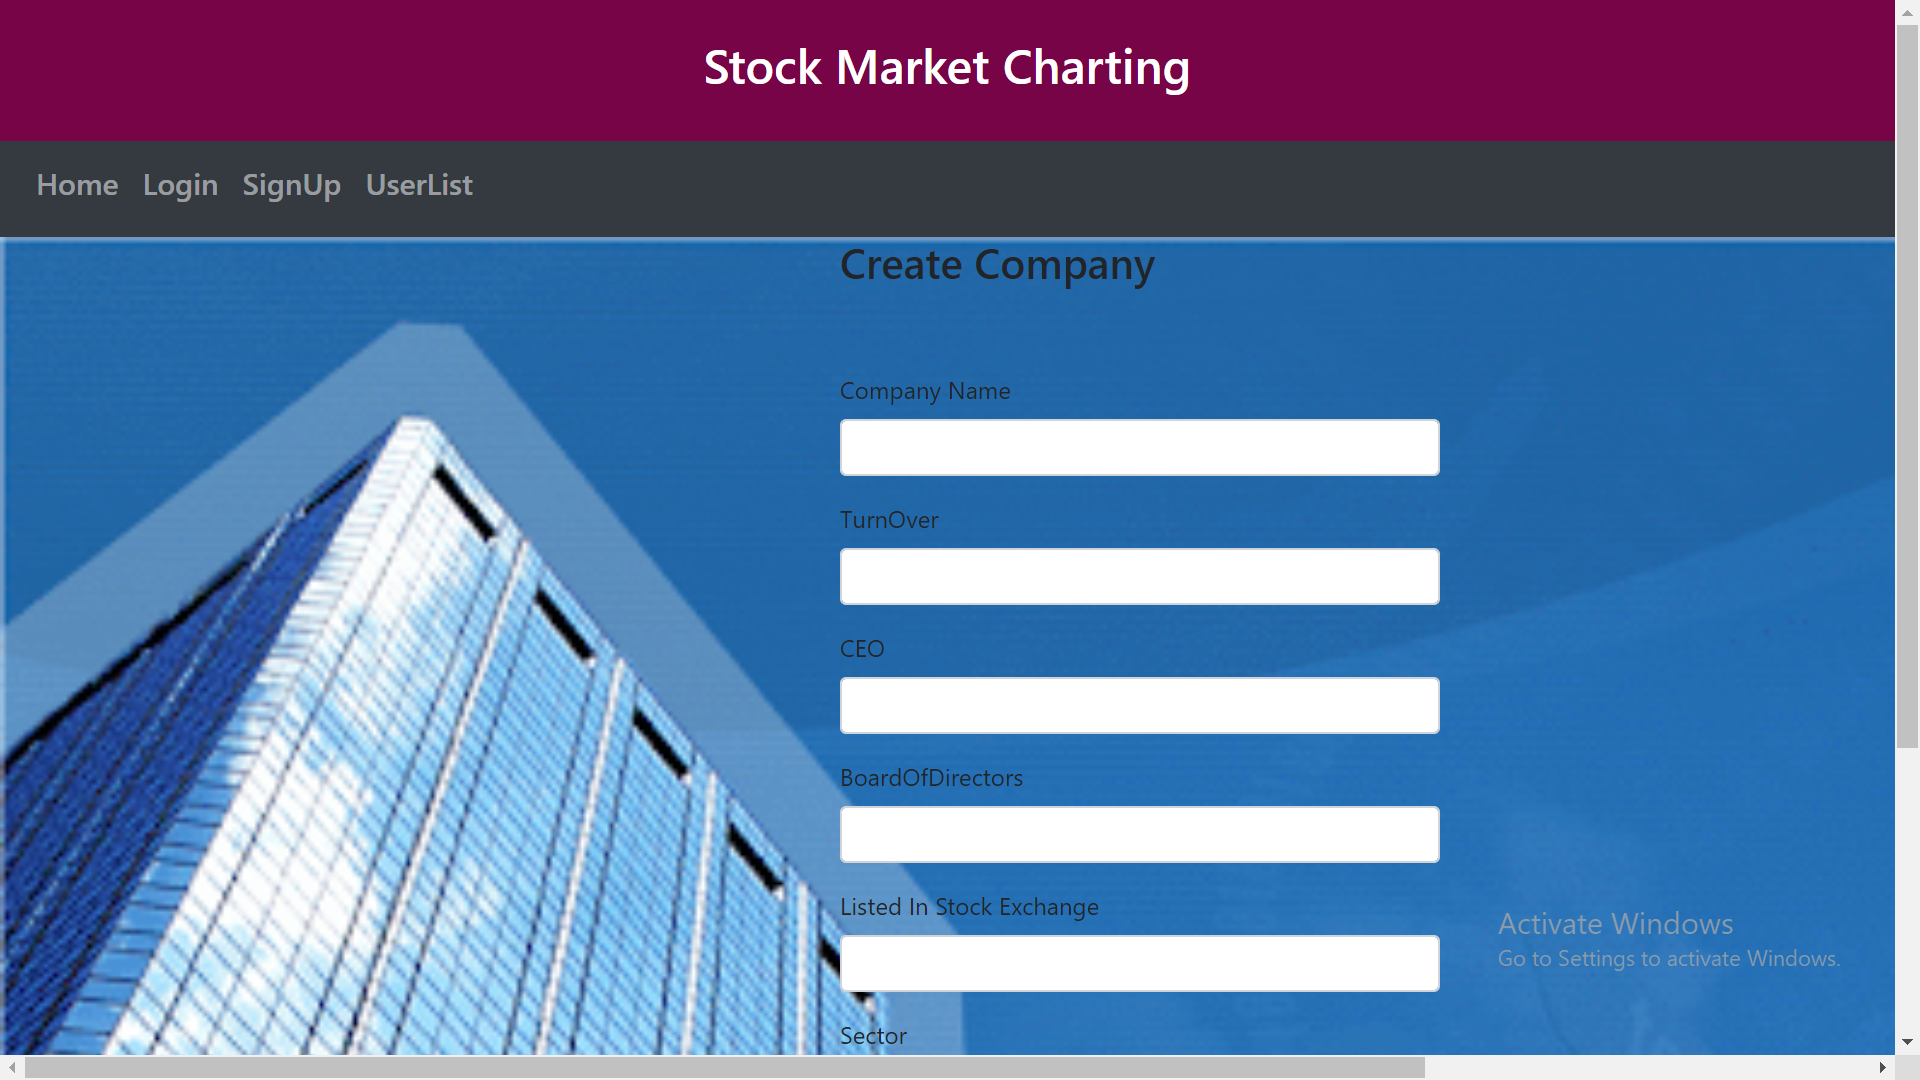 Stock Market Charting
Home Login SignUp UserList
Create Company
Company Name
TurnOver
CEO
BoardOfDirectors
Listed In Stock Exchange
Activate Windows
Go to Settings to activate Windows.
Sector